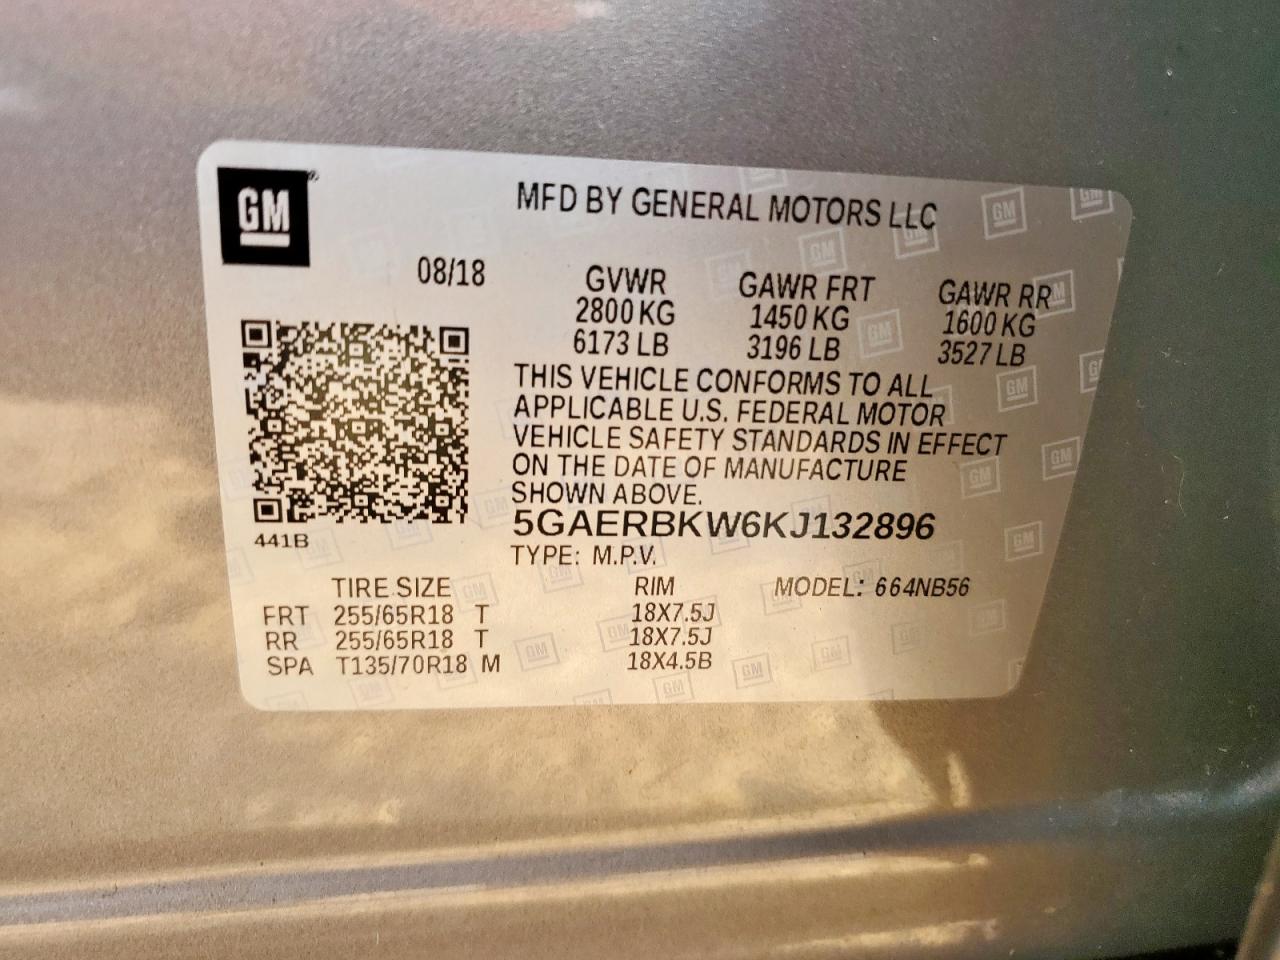 GM
MFD BY GENERAL MOTORS LLC
08/18 GVWR GAWR FRT GAWR RR
2800 KG 1450 KG 1600 KG
6173 LB 3196 LB 3527 LB
THIS VEHICLE CONFORMS TO ALL
APPLICABLE U.S. FEDERAL MOTOR
VEHICLE SAFETY STANDARDS IN EFFECT
ON THE DATE OF MANUFACTURE
SHOWN ABOVE.
5GAERBKW6KJ132896
441B
TYPE: M.P.V.
TIRE SIZE RIM MODEL: 664NB56
FRT 255/65R18 T 18X7.5J
RR 255/65R18 T 18X7.5J
SPA T135/70R18 M 18X4.5B